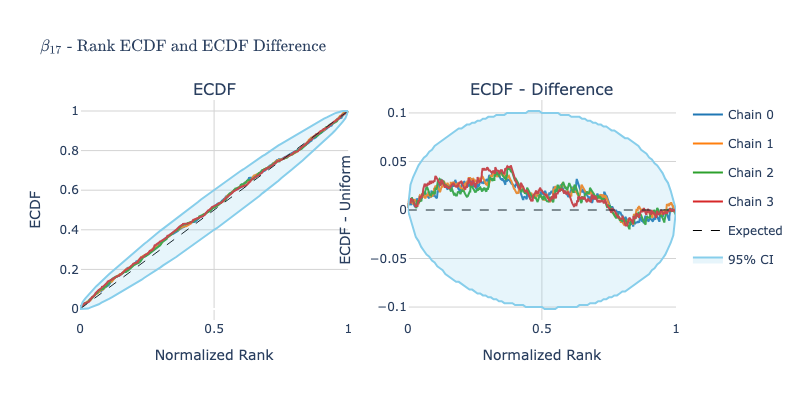 β₁₇ - Rank ECDF and ECDF Difference
ECDF
ECDF - Difference
1
0.8
0.6
0.4
0.2
0
0
0.5
1
ECDF
Normalized Rank
0.1
0.05
0
−0.05
−0.1
0
0.5
1
ECDF - Uniform
Normalized Rank
Chain 0
Chain 1
Chain 2
Chain 3
Expected
95% CI